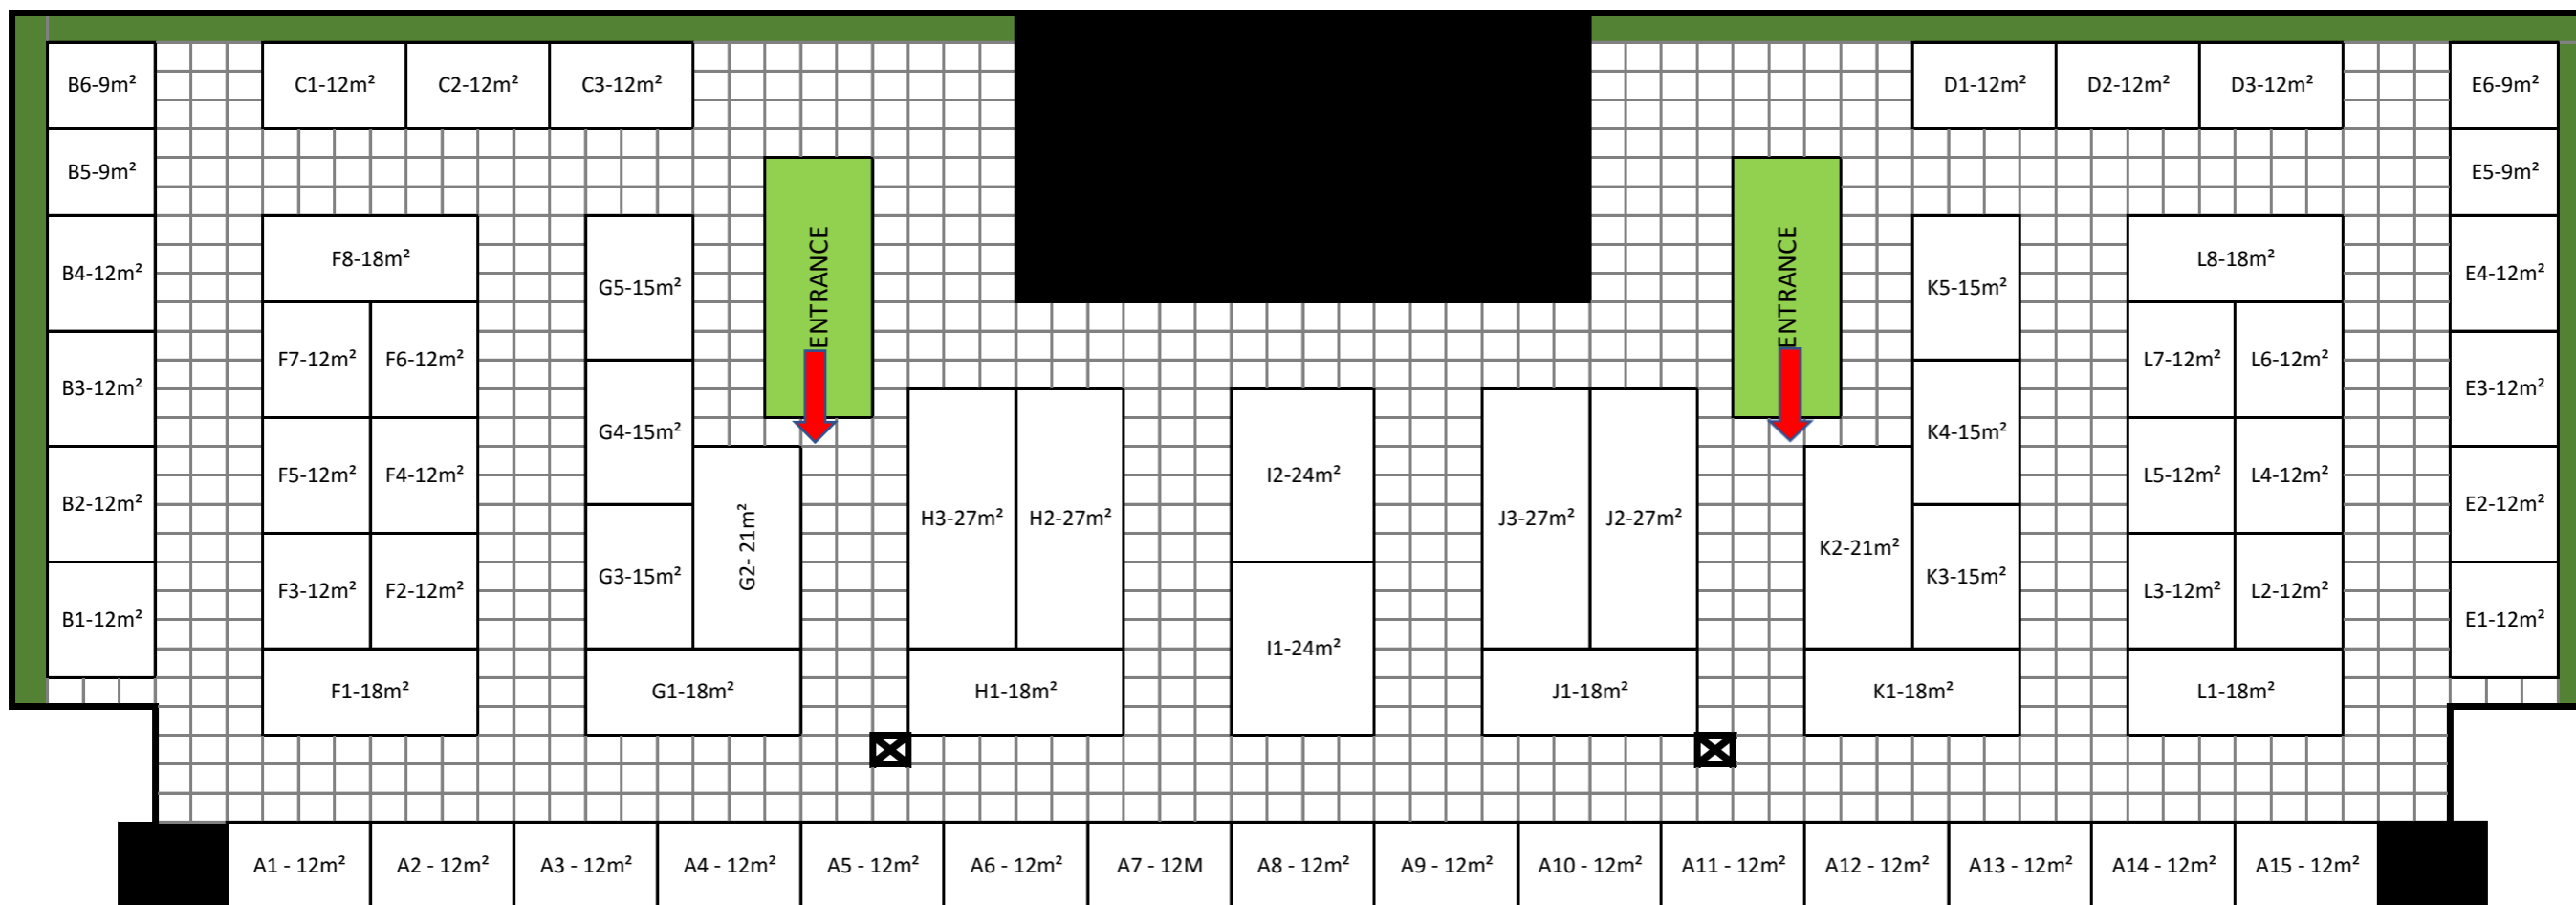 B6-9m²
C1-12m²
C2-12m²
C3-12m²
D1-12m²
D2-12m²
D3-12m²
E6-9m²
B5-9m²
E5-9m²
ENTRANCE
ENTRANCE
B4-12m²
F8-18m²
G5-15m²
K5-15m²
L8-18m²
E4-12m²
B3-12m²
F7-12m²
F6-12m²
L7-12m²
L6-12m²
E3-12m²
G4-15m²
K4-15m²
B2-12m²
F5-12m²
F4-12m²
I2-24m²
L5-12m²
L4-12m²
E2-12m²
G2- 21m²
H3-27m²
H2-27m²
J3-27m²
J2-27m²
K2-21m²
B1-12m²
F3-12m²
F2-12m²
G3-15m²
K3-15m²
L3-12m²
L2-12m²
E1-12m²
I1-24m²
F1-18m²
G1-18m²
H1-18m²
J1-18m²
K1-18m²
L1-18m²
A1 - 12m²
A2 - 12m²
A3 - 12m²
A4 - 12m²
A5 - 12m²
A6 - 12m²
A7 - 12M
A8 - 12m²
A9 - 12m²
A10 - 12m²
A11 - 12m²
A12 - 12m²
A13 - 12m²
A14 - 12m²
A15 - 12m²